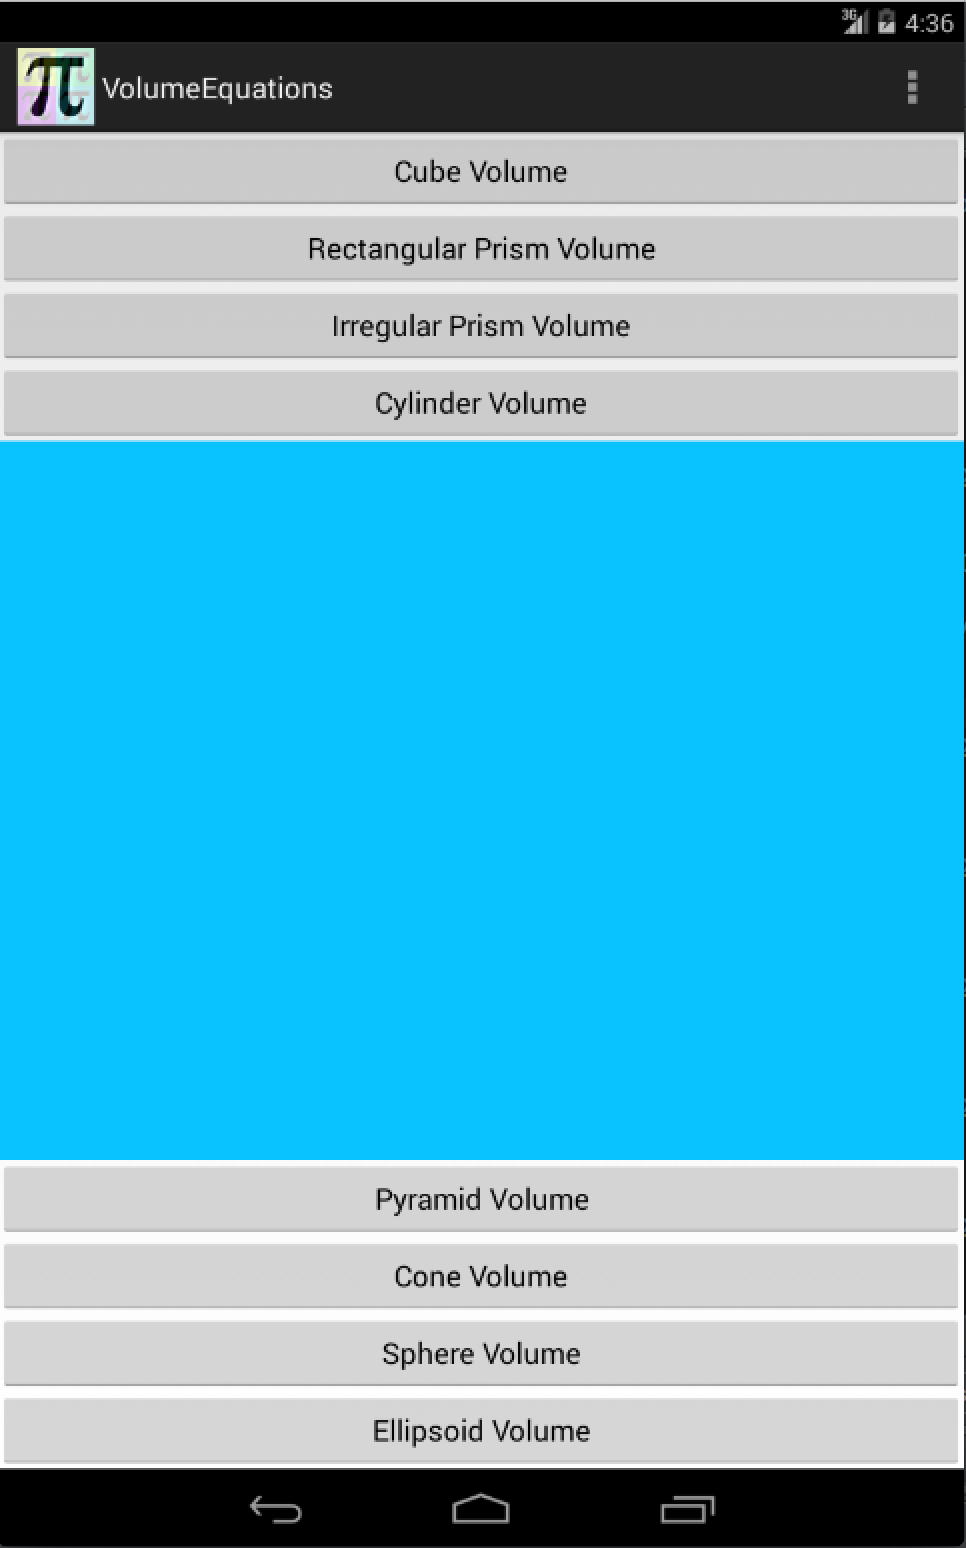 3G 4:36
π VolumeEquations
Cube Volume
Rectangular Prism Volume
Irregular Prism Volume
Cylinder Volume
Pyramid Volume
Cone Volume
Sphere Volume
Ellipsoid Volume